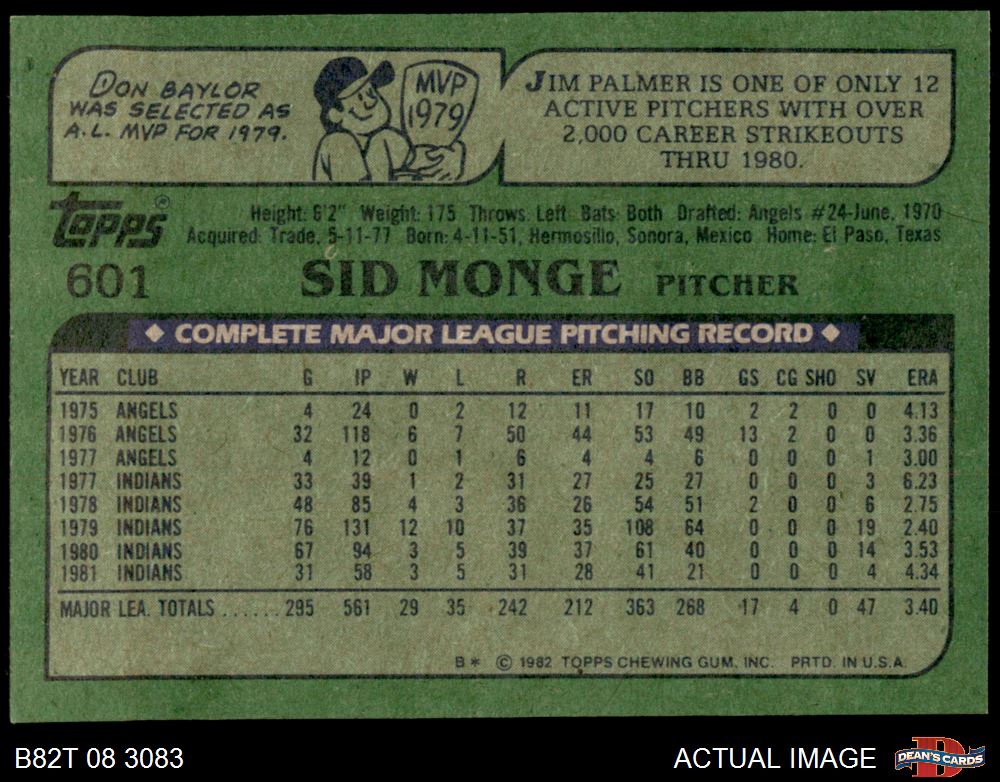 DON BAYLOR
WAS SELECTED AS
A.L. MVP FOR 1979.
MVP
1979
JIM PALMER IS ONE OF ONLY 12
ACTIVE PITCHERS WITH OVER
2,000 CAREER STRIKEOUTS
THRU 1980.
Topps®
Height: 6'2" Weight: 175 Throws: Left Bats: Both Drafted: Angels #24-June, 1970
Acquired: Trade, 5-11-77 Born: 4-11-51, Hermosillo, Sonora, Mexico Home: El Paso, Texas
601 SID MONGE PITCHER
◆ COMPLETE MAJOR LEAGUE PITCHING RECORD ◆
YEAR CLUB G IP W L R ER SO BB GS CG SHO SV ERA
1975 ANGELS 4 24 0 2 12 11 17 10 2 2 0 0 4.13
1976 ANGELS 32 118 6 7 50 44 53 49 13 2 0 0 3.36
1977 ANGELS 4 12 0 1 6 4 4 6 0 0 0 1 3.00
1977 INDIANS 33 39 1 2 31 27 25 27 0 0 0 3 6.23
1978 INDIANS 48 85 4 3 36 26 54 51 2 0 0 6 2.75
1979 INDIANS 76 131 12 10 37 35 108 64 0 0 0 19 2.40
1980 INDIANS 67 94 3 5 39 37 61 40 0 0 0 14 3.53
1981 INDIANS 31 58 3 5 31 28 41 21 0 0 0 4 4.34
MAJOR LEA. TOTALS ...... 295 561 29 35 242 212 363 268 17 4 0 47 3.40
B* © 1982 TOPPS CHEWING GUM, INC. PRTD. IN U.S.A.
B82T 08 3083
ACTUAL IMAGE
D
DEAN'S CARDS